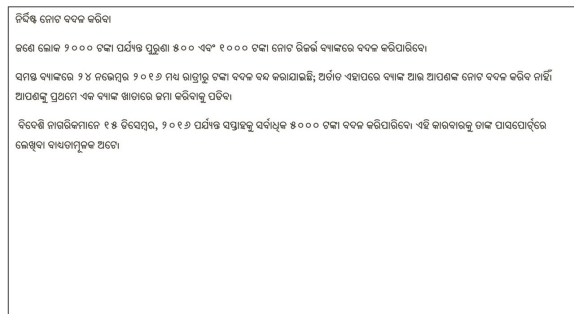 ନିର୍ଦ୍ଦିଷ୍ଟ ନୋଟ ବଦଳ କରିବା
ଜଣେ ଲୋକ ୨୦୦୦ ଟଙ୍କା ପର୍ଯ୍ୟନ୍ତ ପୁରୁଣା ୫୦୦ ଏବଂ ୧୦୦୦ ଟଙ୍କା ନୋଟ ରିଜର୍ଭ ବ୍ୟାଙ୍କରେ ବଦଳ କରିପାରିବେ।
ସମସ୍ତ ବ୍ୟାଙ୍କରେ ୨୪ ନଭେମ୍ବର ୨୦୧୬ ମଧ୍ୟ ରାତ୍ରୀରୁ ଟଙ୍କା ବଦଳ ବନ୍ଦ କରାଯାଇଛି; ଅର୍ଥାତ ଏହାପରେ ବ୍ୟାଙ୍କ ଆଉ ଆପଣଙ୍କ ନୋଟ ବଦଳ କରିବ ନାହିଁ।
ଆପଣଙ୍କୁ ପ୍ରଥମେ ଏକ ବ୍ୟାଙ୍କ ଖାତାରେ ଜମା କରିବାକୁ ପଡିବ।
ବିଦେଶି ନାଗରିକମାନେ ୧୫ ଡିସେମ୍ବର, ୨୦୧୬ ପର୍ଯ୍ୟନ୍ତ ସପ୍ତାହକୁ ସର୍ବାଧିକ ୫୦୦୦ ଟଙ୍କା ବଦଳ କରିପାରିବେ। ଏହି କାରବାରକୁ ତାଙ୍କ ପାସପୋର୍ଟ୍‌ରେ
ଲେଖିବା ବାଧ୍ୟତାମୂଳକ ଅଟେ।